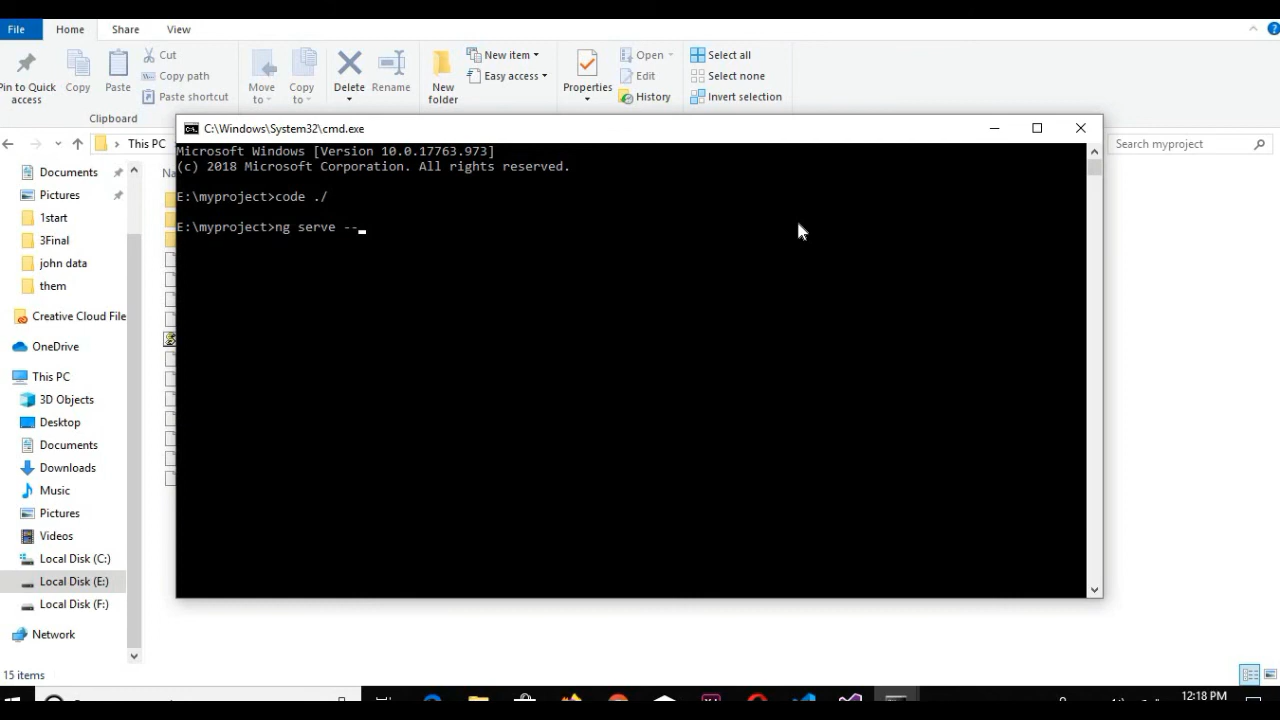 File Home Share View
Pin to Quick access
Copy
Paste
Cut
Copy path
Paste shortcut
Clipboard
Move to
Copy to
Delete
Rename
New folder
New item
Easy access
Properties
Open
Edit
History
Select all
Select none
Invert selection
This PC
Search myproject
C:\Windows\System32\cmd.exe
Microsoft Windows [Version 10.0.17763.973]
(c) 2018 Microsoft Corporation. All rights reserved.
E:\myproject>code ./
E:\myproject>ng serve --
Documents
Pictures
1start
3Final
john data
them
Creative Cloud File
OneDrive
This PC
3D Objects
Desktop
Documents
Downloads
Music
Pictures
Videos
Local Disk (C:)
Local Disk (E:)
Local Disk (F:)
Network
15 items
12:18 PM